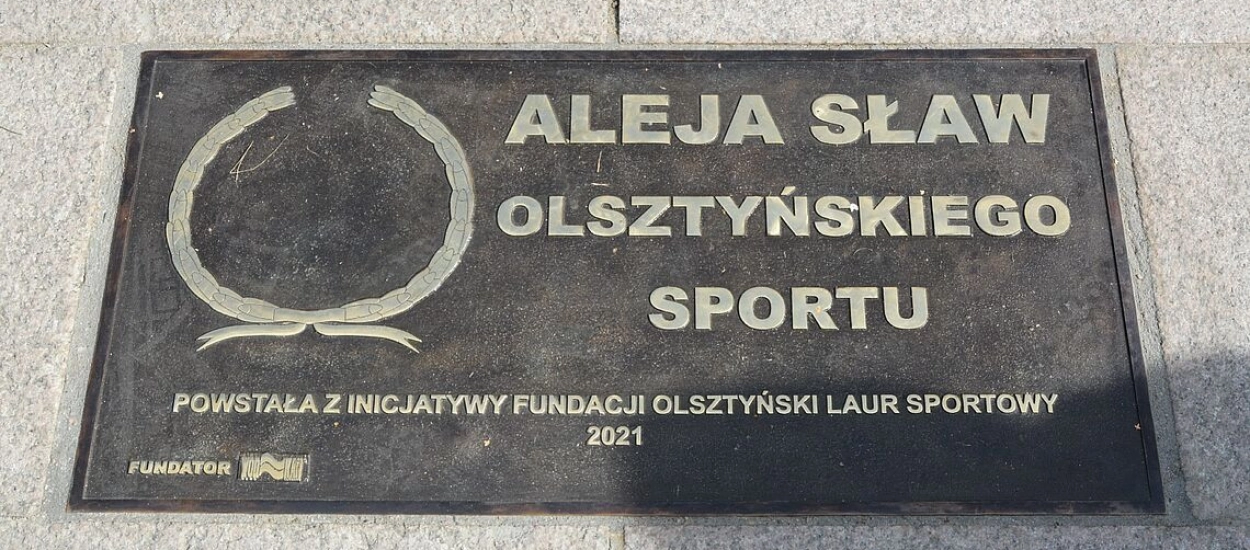 ALEJA SŁAW
OLSZTYŃSKIEGO
SPORTU
POWSTAŁA Z INICJATYWY FUNDACJI OLSZTYŃSKI LAUR SPORTOWY
2021
FUNDATOR